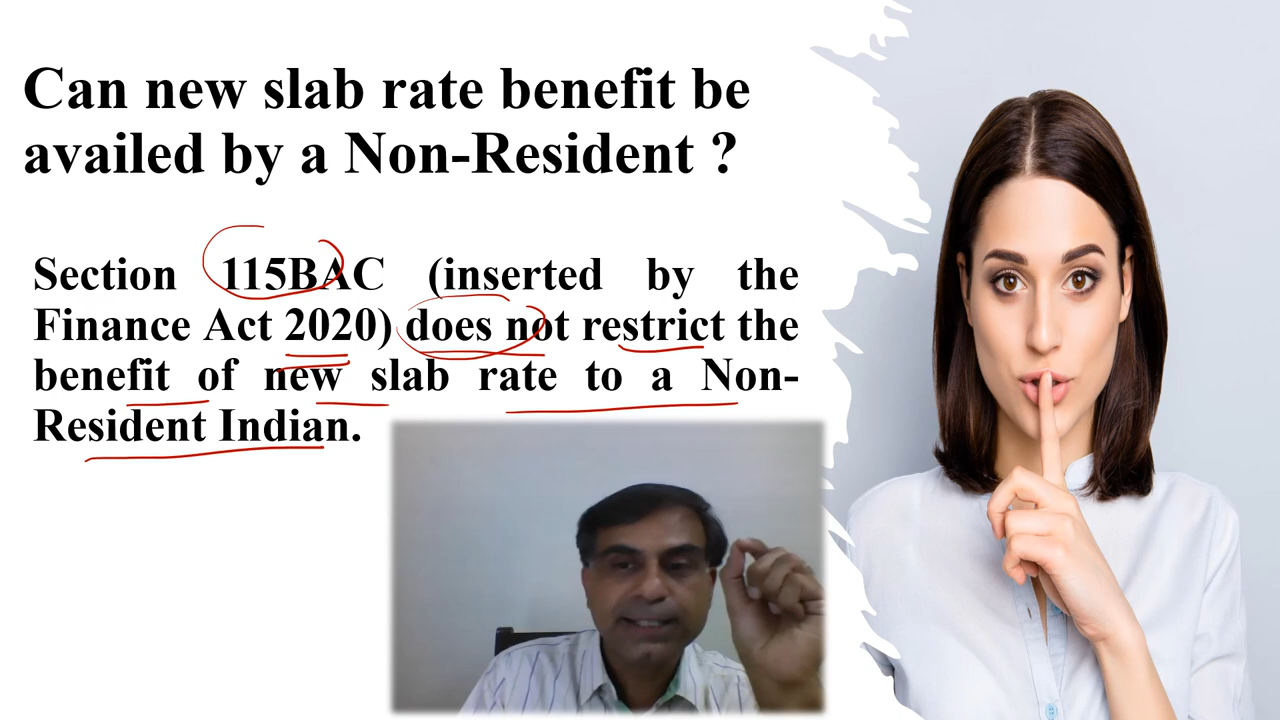 Can new slab rate benefit be
availed by a Non-Resident ?
Section 115BAC (inserted by the
Finance Act 2020) does not restrict the
benefit of new slab rate to a Non-
Resident Indian.